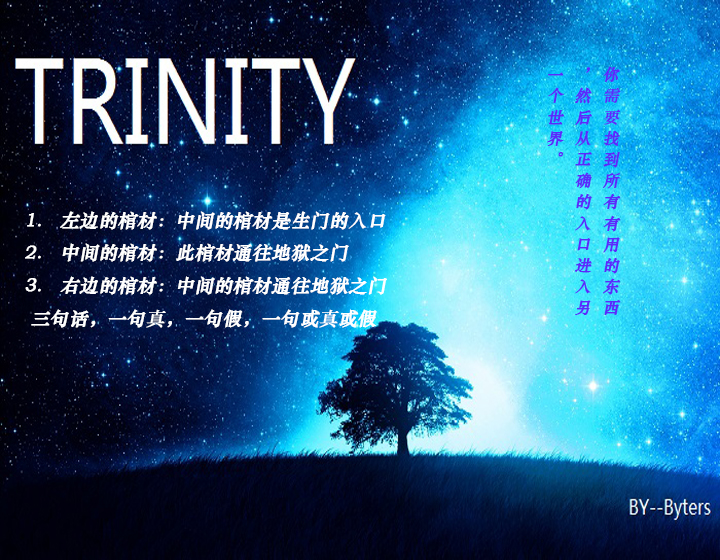 TRINITY
1. 左边的棺材：中间的棺材是生门的入口
2. 中间的棺材：此棺材通往地狱之门
3. 右边的棺材：中间的棺材通往地狱之门
三句话，一句真，一句假，一句或真或假
你需要找到所有有用的东西
，然后从正确的入口进入另
一个世界。
BY--Byters